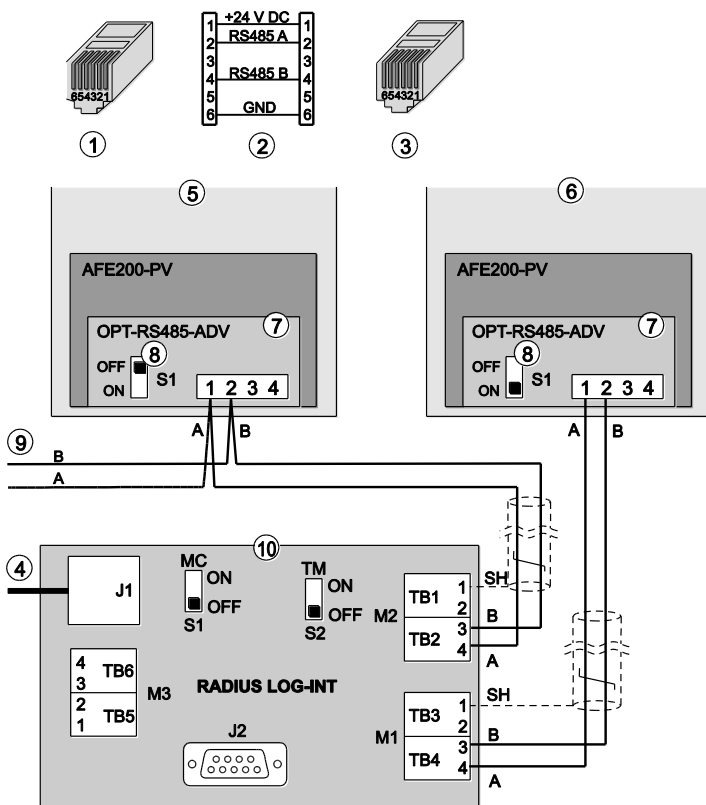 1 +24 V DC 1
2 RS485 A 2
3 3
4 RS485 B 4
5 5
6 GND 6
654321
654321
1
2
3
5
6
AFE200-PV
AFE200-PV
OPT-RS485-ADV
7
OPT-RS485-ADV
7
OFF
8
S1
ON
1 2 3 4
OFF
8
S1
ON
1 2 3 4
A B
A B
9
B
A
4
10
J1
MC
ON
OFF
S1
TM
ON
OFF
S2
M2
TB1
TB2
1
2
3
4
SH
B
A
4
3
2
1
TB6
TB5
M3
RADIUS LOG-INT
J2
M1
TB3
TB4
1
2
3
4
SH
B
A